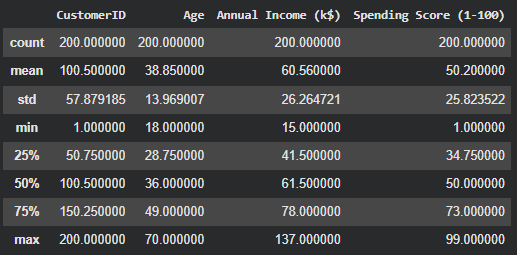 CustomerID Age Annual Income (k$) Spending Score (1-100)
count 200.000000 200.000000 200.000000 200.000000
mean 100.500000 38.850000 60.560000 50.200000
std 57.879185 13.969007 26.264721 25.823522
min 1.000000 18.000000 15.000000 1.000000
25% 50.750000 28.750000 41.500000 34.750000
50% 100.500000 36.000000 61.500000 50.000000
75% 150.250000 49.000000 78.000000 73.000000
max 200.000000 70.000000 137.000000 99.000000